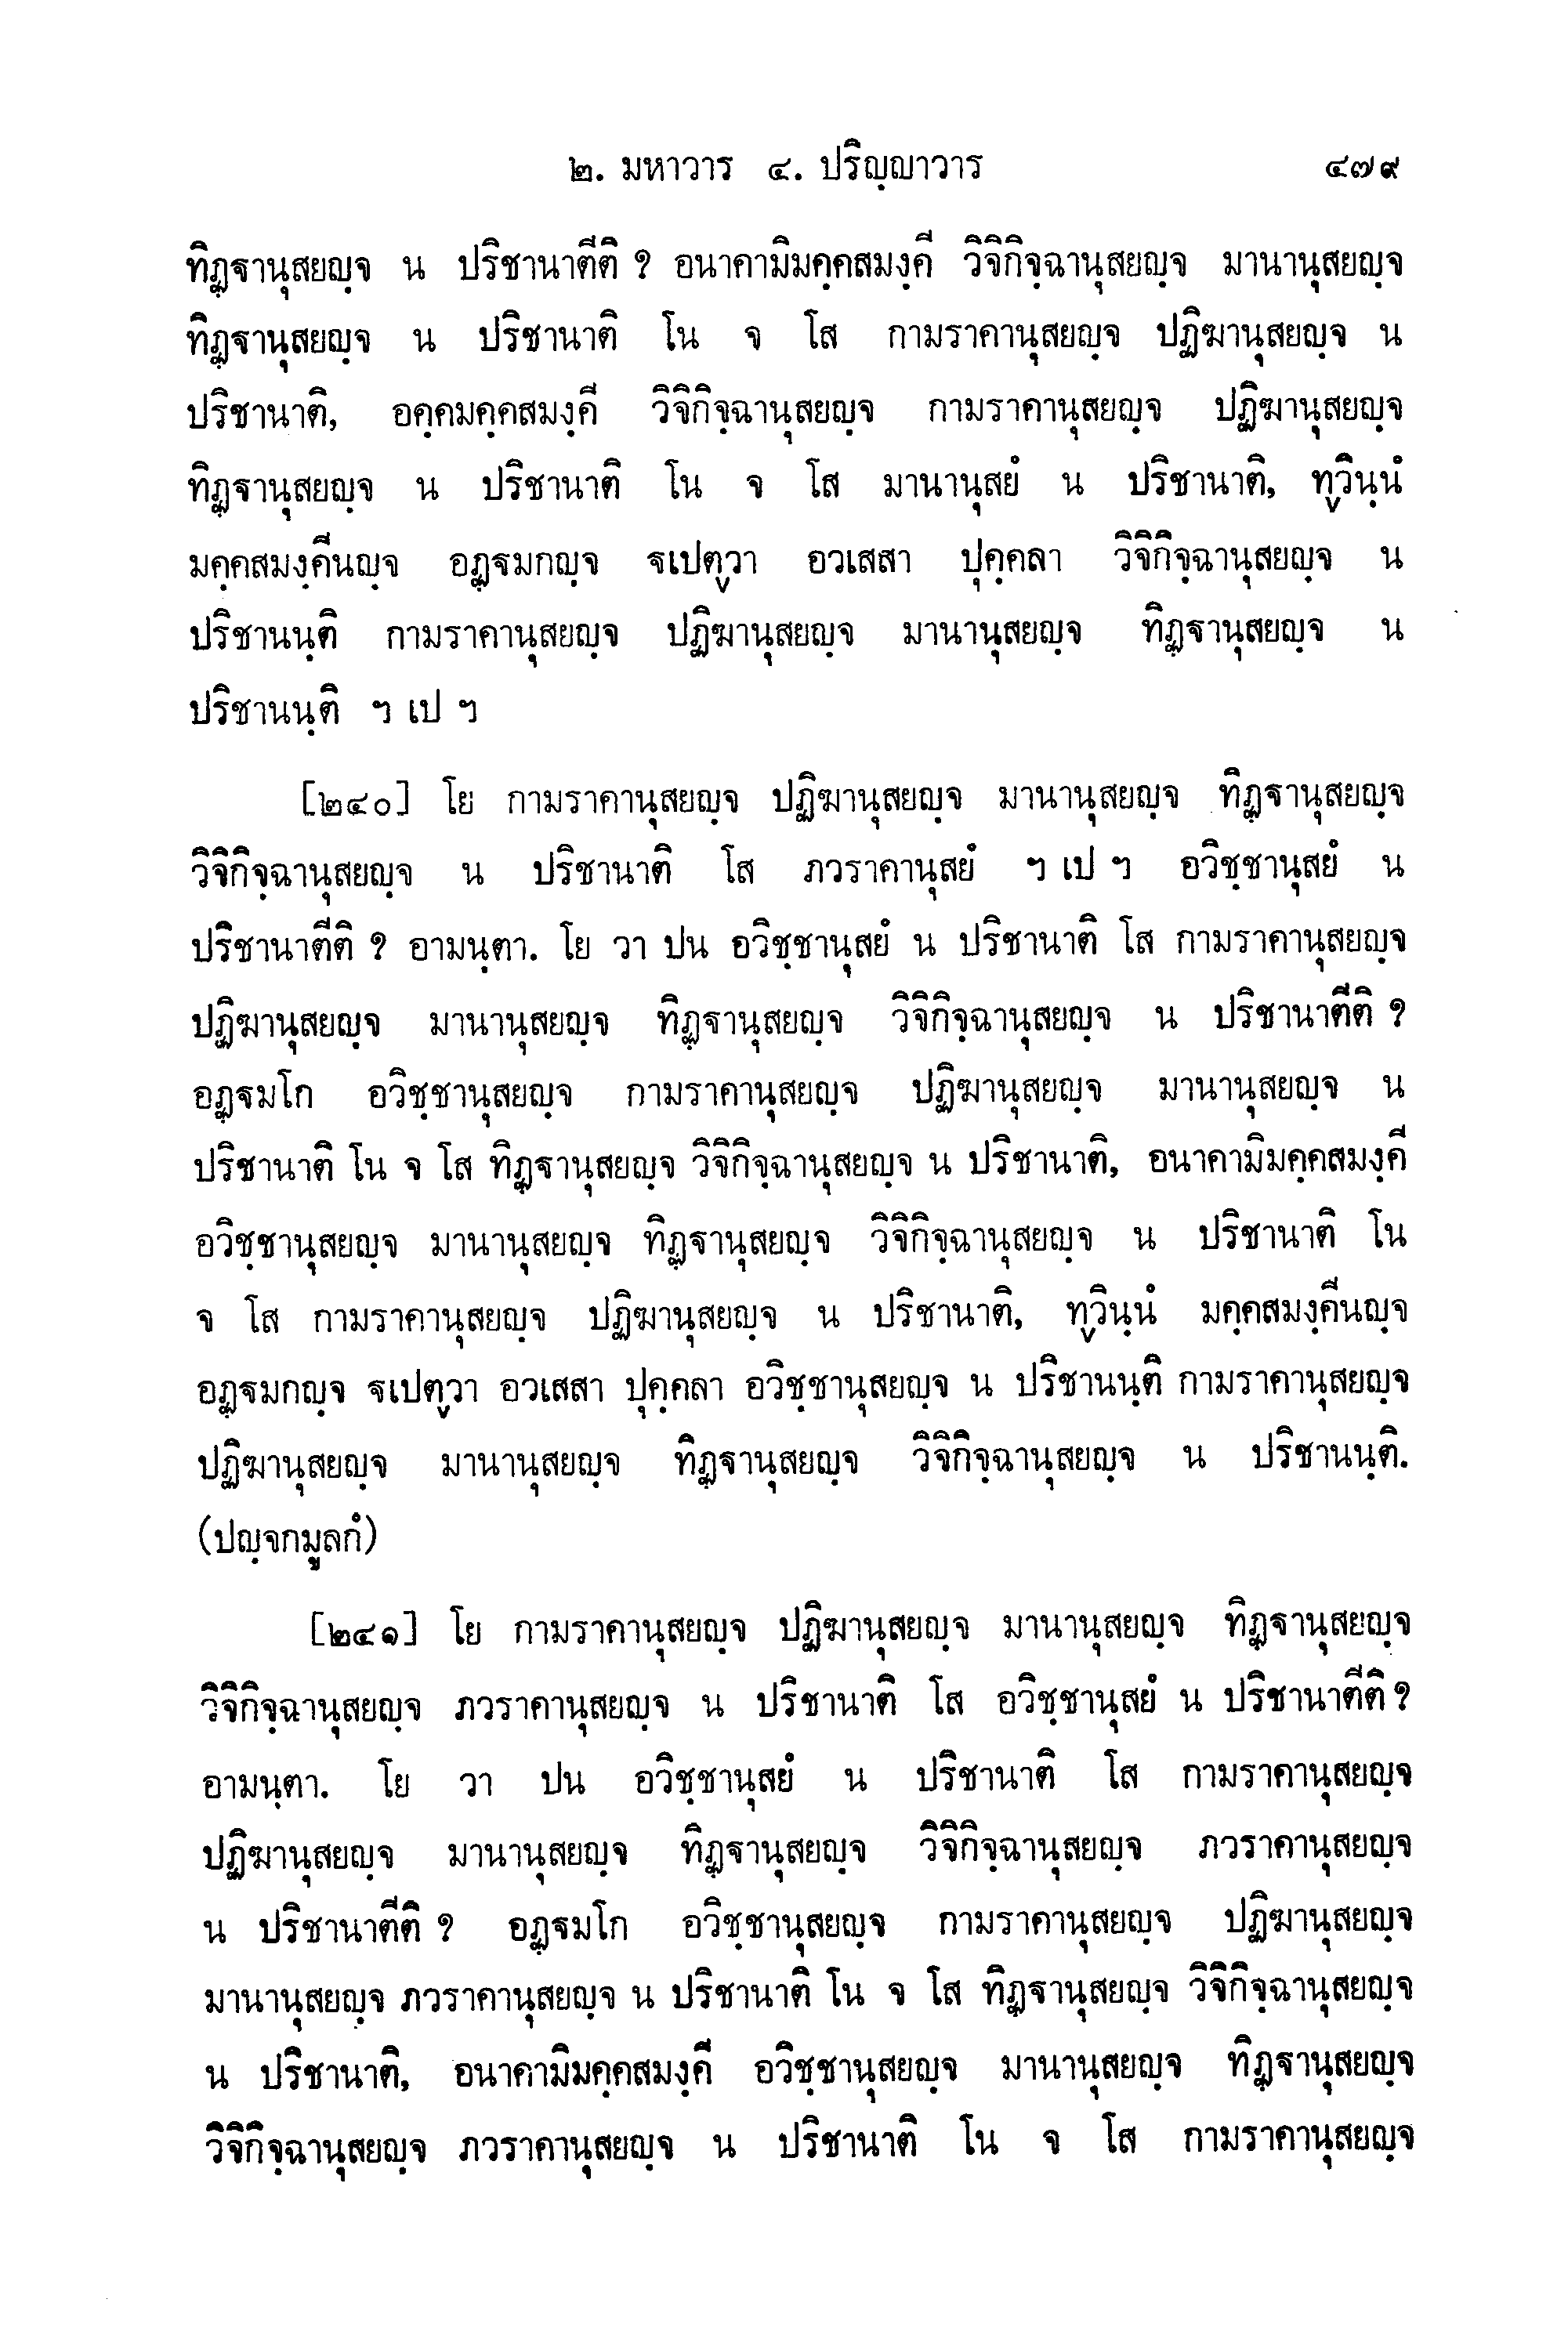 ๒. มหาวาร ๔. ปริญฺญาวาร ๔๗๙
ทิฏฺฐานุสยญฺจ น ปริชานาตีติ ? อนาคามิมคฺคสมงฺคี วิจิกิจฺฉานุสยญฺจ มานานุสยญฺจ
ทิฏฺฐานุสยญฺจ น ปริชานาติ โน จ โส กามราคานุสยญฺจ ปฏิฆานุสยญฺจ น
ปริชานาติ, อคฺคมคฺคสมงฺคี วิจิกิจฺฉานุสยญฺจ กามราคานุสยญฺจ ปฏิฆานุสยญฺจ
ทิฏฺฐานุสยญฺจ น ปริชานาติ โน จ โส มานานุสยํ น ปริชานาติ, ทฺวินฺนํ
มคฺคสมงฺคีนญฺจ อฏฺฐมกญฺจ ฐเปตฺวา อวเสสา ปุคฺคลา วิจิกิจฺฉานุสยญฺจ น
ปริชานนฺติ กามราคานุสยญฺจ ปฏิฆานุสยญฺจ มานานุสยญฺจ ทิฏฺฐานุสยญฺจ น
ปริชานนฺติ ฯ เป ฯ
[๒๔๐] โย กามราคานุสยญฺจ ปฏิฆานุสยญฺจ มานานุสยญฺจ ทิฏฺฐานุสยญฺจ
วิจิกิจฺฉานุสยญฺจ น ปริชานาติ โส ภวราคานุสยํ ฯ เป ฯ อวิชฺชานุสยํ น
ปริชานาตีติ ? อามนฺตา. โย วา ปน อวิชฺชานุสยํ น ปริชานาติ โส กามราคานุสยญฺจ
ปฏิฆานุสยญฺจ มานานุสยญฺจ ทิฏฺฐานุสยญฺจ วิจิกิจฺฉานุสยญฺจ น ปริชานาตีติ ?
อฏฺฐมโก อวิชฺชานุสยญฺจ กามราคานุสยญฺจ ปฏิฆานุสยญฺจ มานานุสยญฺจ น
ปริชานาติ โน จ โส ทิฏฺฐานุสยญฺจ วิจิกิจฺฉานุสยญฺจ น ปริชานาติ, อนาคามิมคฺคสมงฺคี
อวิชฺชานุสยญฺจ มานานุสยญฺจ ทิฏฺฐานุสยญฺจ วิจิกิจฺฉานุสยญฺจ น ปริชานาติ โน
จ โส กามราคานุสยญฺจ ปฏิฆานุสยญฺจ น ปริชานาติ, ทฺวินฺนํ มคฺคสมงฺคีนญฺจ
อฏฺฐมกญฺจ ฐเปตฺวา อวเสสา ปุคฺคลา อวิชฺชานุสยญฺจ น ปริชานนฺติ กามราคานุสยญฺจ
ปฏิฆานุสยญฺจ มานานุสยญฺจ ทิฏฺฐานุสยญฺจ วิจิกิจฺฉานุสยญฺจ น ปริชานนฺติ.
(ปญฺจกมูลกํ)
[๒๔๑] โย กามราคานุสยญฺจ ปฏิฆานุสยญฺจ มานานุสยญฺจ ทิฏฺฐานุสยญฺจ
วิจิกิจฺฉานุสยญฺจ ภวราคานุสยญฺจ น ปริชานาติ โส อวิชฺชานุสยํ น ปริชานาตีติ ?
อามนฺตา. โย วา ปน อวิชฺชานุสยํ น ปริชานาติ โส กามราคานุสยญฺจ
ปฏิฆานุสยญฺจ มานานุสยญฺจ ทิฏฺฐานุสยญฺจ วิจิกิจฺฉานุสยญฺจ ภวราคานุสยญฺจ
น ปริชานาตีติ ? อฏฺฐมโก อวิชฺชานุสยญฺจ กามราคานุสยญฺจ ปฏิฆานุสยญฺจ
มานานุสยญฺจ ภวราคานุสยญฺจ น ปริชานาติ โน จ โส ทิฏฺฐานุสยญฺจ วิจิกิจฺฉานุสยญฺจ
น ปริชานาติ, อนาคามิมคฺคสมงฺคี อวิชฺชานุสยญฺจ มานานุสยญฺจ ทิฏฺฐานุสยญฺจ
วิจิกิจฺฉานุสยญฺจ ภวราคานุสยญฺจ น ปริชานาติ โน จ โส กามราคานุสยญฺจ